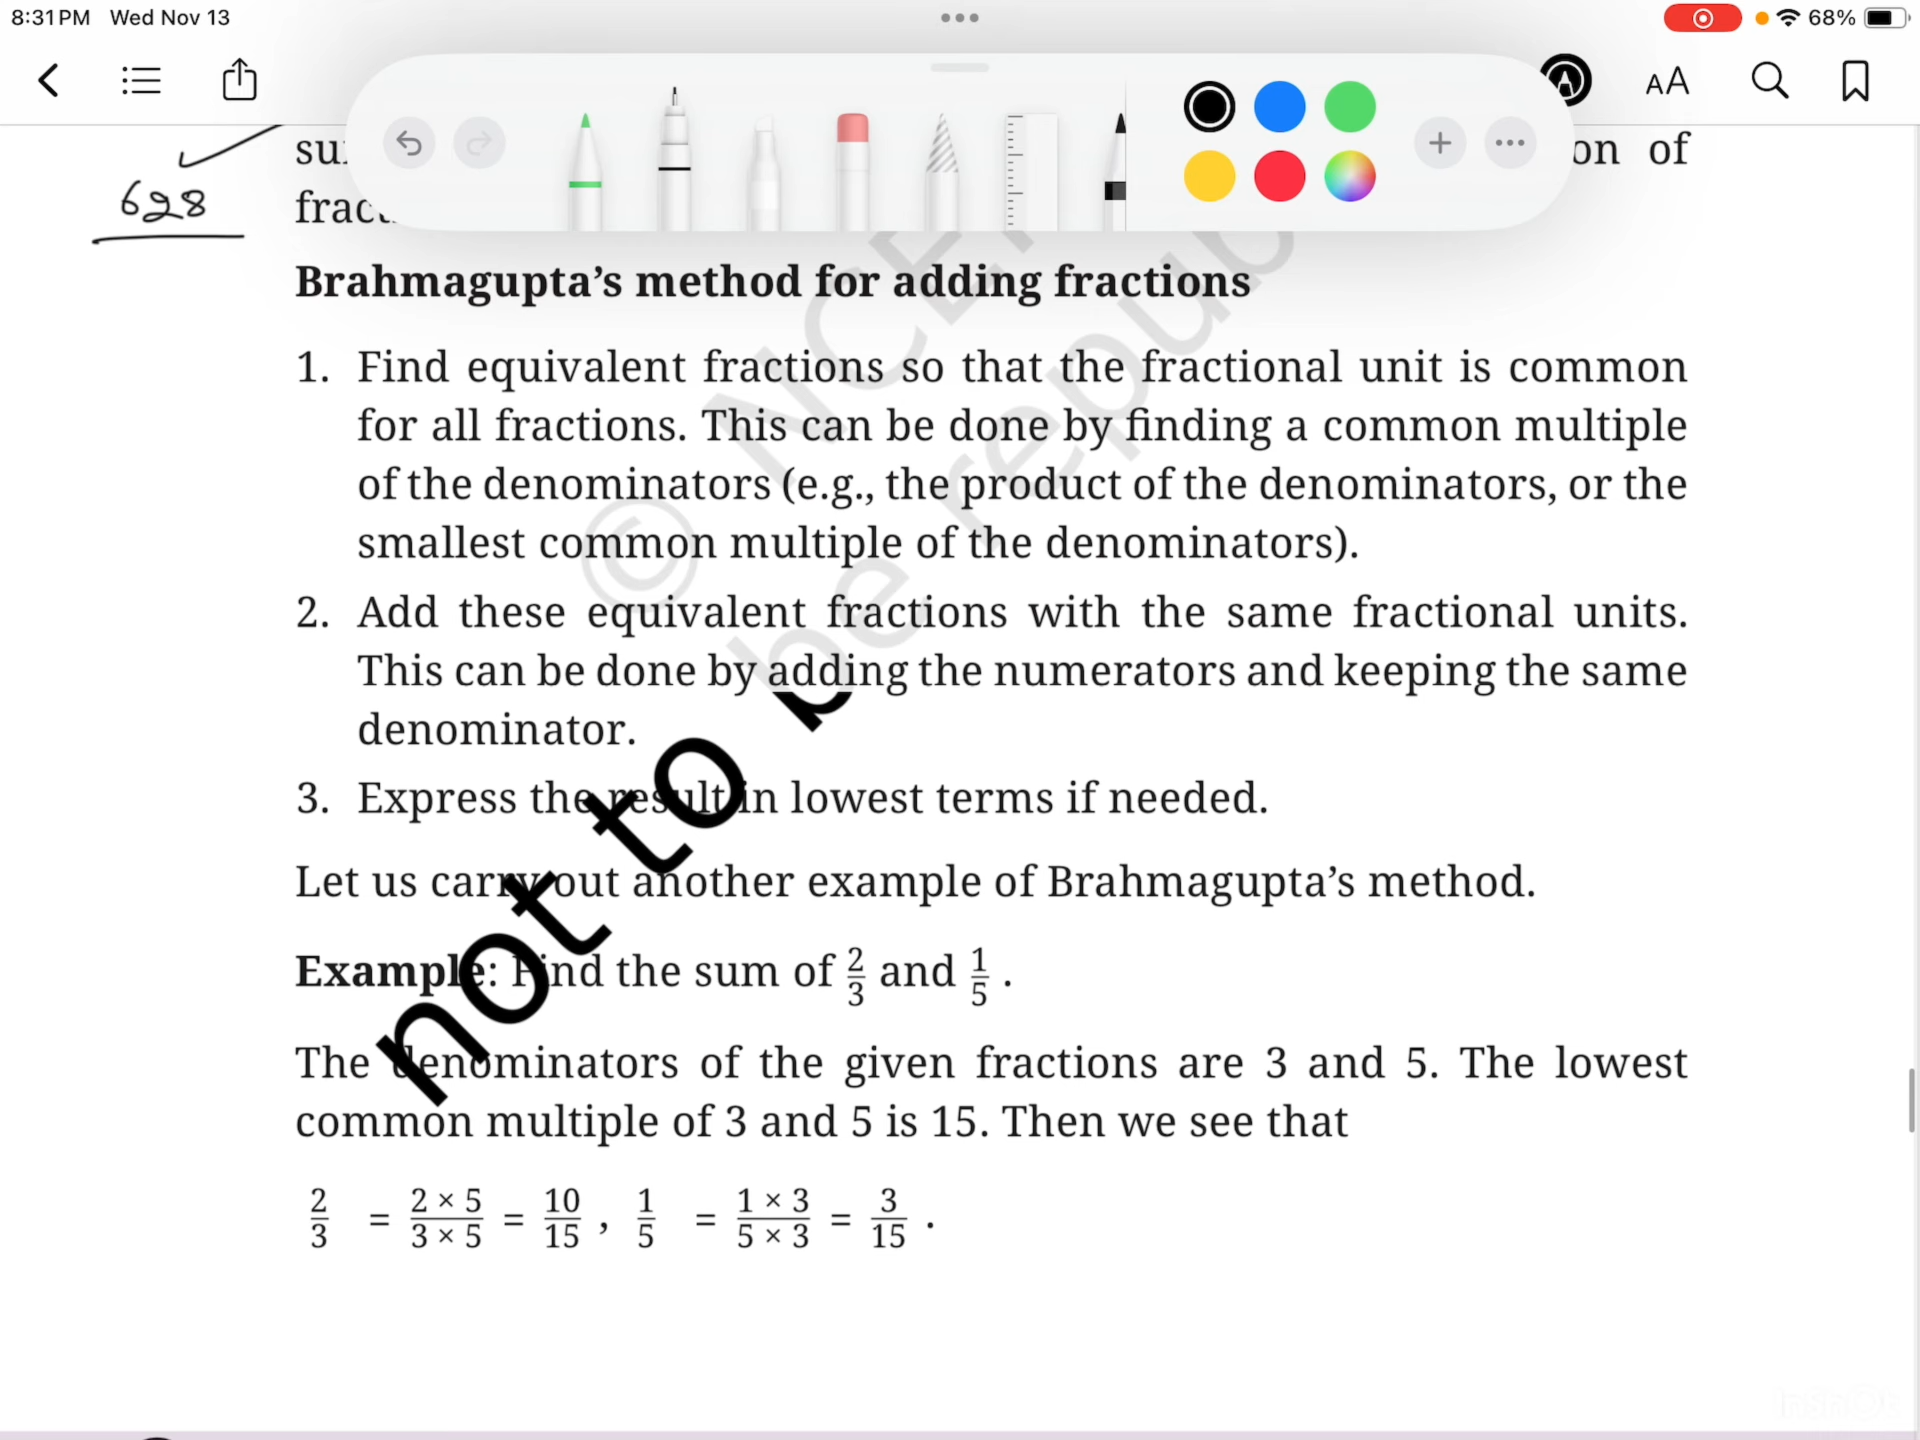 8:31 PM Wed Nov 13
68%
AA
on of
628
Brahmagupta’s method for adding fractions
1. Find equivalent fractions so that the fractional unit is common
for all fractions. This can be done by finding a common multiple
of the denominators (e.g., the product of the denominators, or the
smallest common multiple of the denominators).
2. Add these equivalent fractions with the same fractional units.
This can be done by adding the numerators and keeping the same
denominator.
3. Express the result in lowest terms if needed.
Let us carry out another example of Brahmagupta’s method.
Example: Find the sum of 2/3 and 1/5 .
The denominators of the given fractions are 3 and 5. The lowest
common multiple of 3 and 5 is 15. Then we see that
2/3 = 2 × 5/3 × 5 = 10/15 , 1/5 = 1 × 3/5 × 3 = 3/15 .
not to be